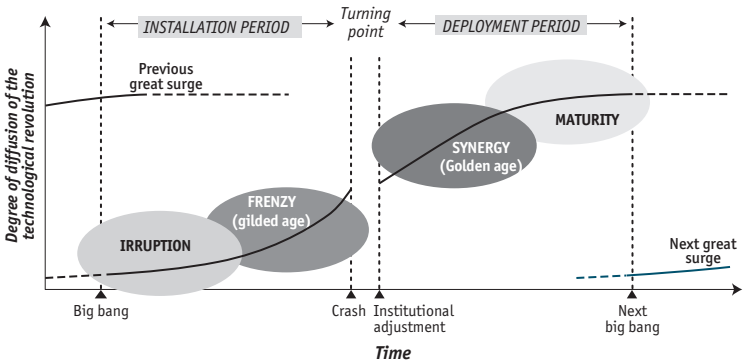 INSTALLATION PERIOD
Turning
point
DEPLOYMENT PERIOD
Degree of diffusion of the
technological revolution
Previous
great surge
MATURITY
SYNERGY
(Golden age)
FRENZY
(gilded age)
IRRUPTION
Next great
surge
Big bang
Crash
Institutional
adjustment
Next
big bang
Time